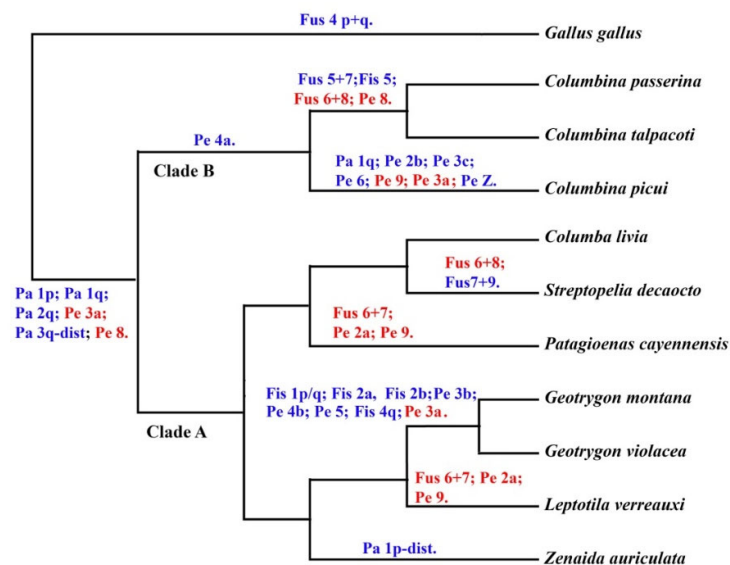 Fus 4 p+q.
Gallus gallus
Fus 5+7;Fis 5;
Fus 6+8; Pe 8.
Columbina passerina
Columbina talpacoti
Pe 4a.
Clade B
Pa 1q; Pe 2b; Pe 3c;
Pe 6; Pe 9; Pe 3a; Pe Z.
Columbina picui
Columba livia
Fus 6+8;
Fus7+9.
Streptopelia decaocto
Pa 1p; Pa 1q;
Pa 2q; Pe 3a;
Pa 3q-dist; Pe 8.
Fus 6+7;
Pe 2a; Pe 9.
Patagioenas cayennensis
Fis 1p/q; Fis 2a, Fis 2b;Pe 3b;
Pe 4b; Pe 5; Fis 4q;Pe 3a.
Geotrygon montana
Clade A
Geotrygon violacea
Fus 6+7; Pe 2a;
Pe 9.
Leptotila verreauxi
Pa 1p-dist.
Zenaida auriculata